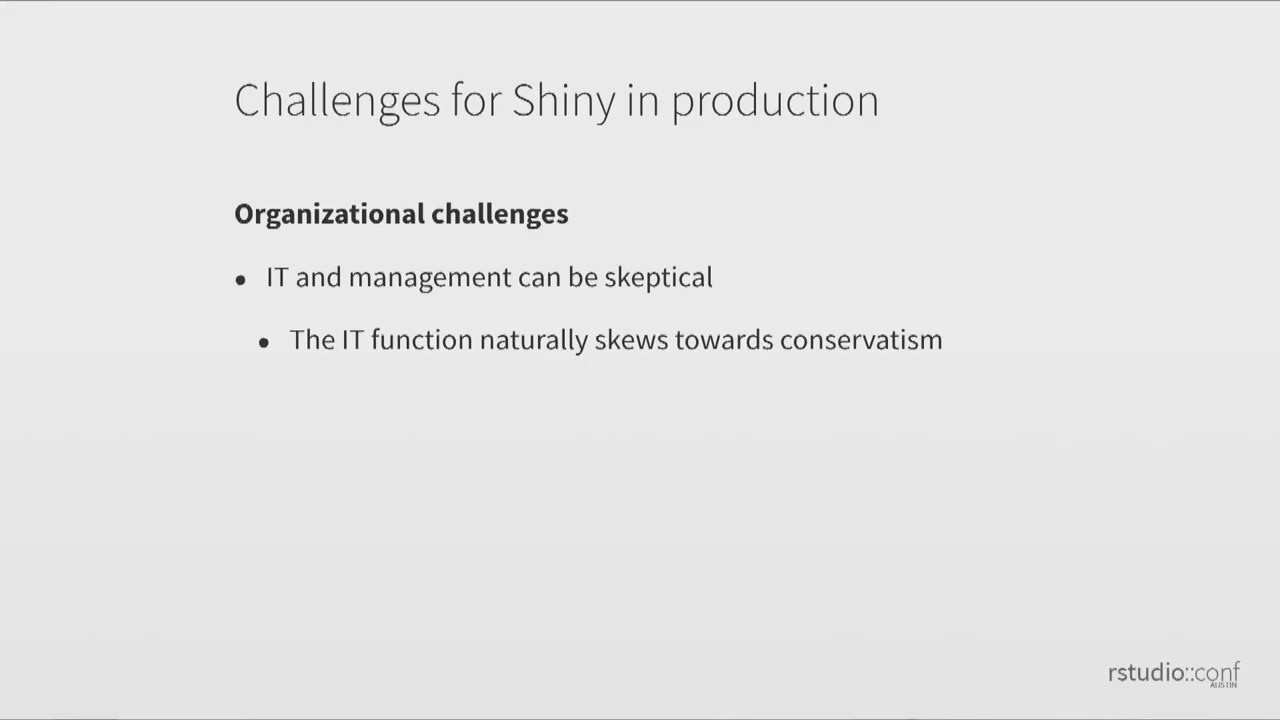 Challenges for Shiny in production
Organizational challenges
• IT and management can be skeptical
• The IT function naturally skews towards conservatism
rstudio::conf
AUSTIN